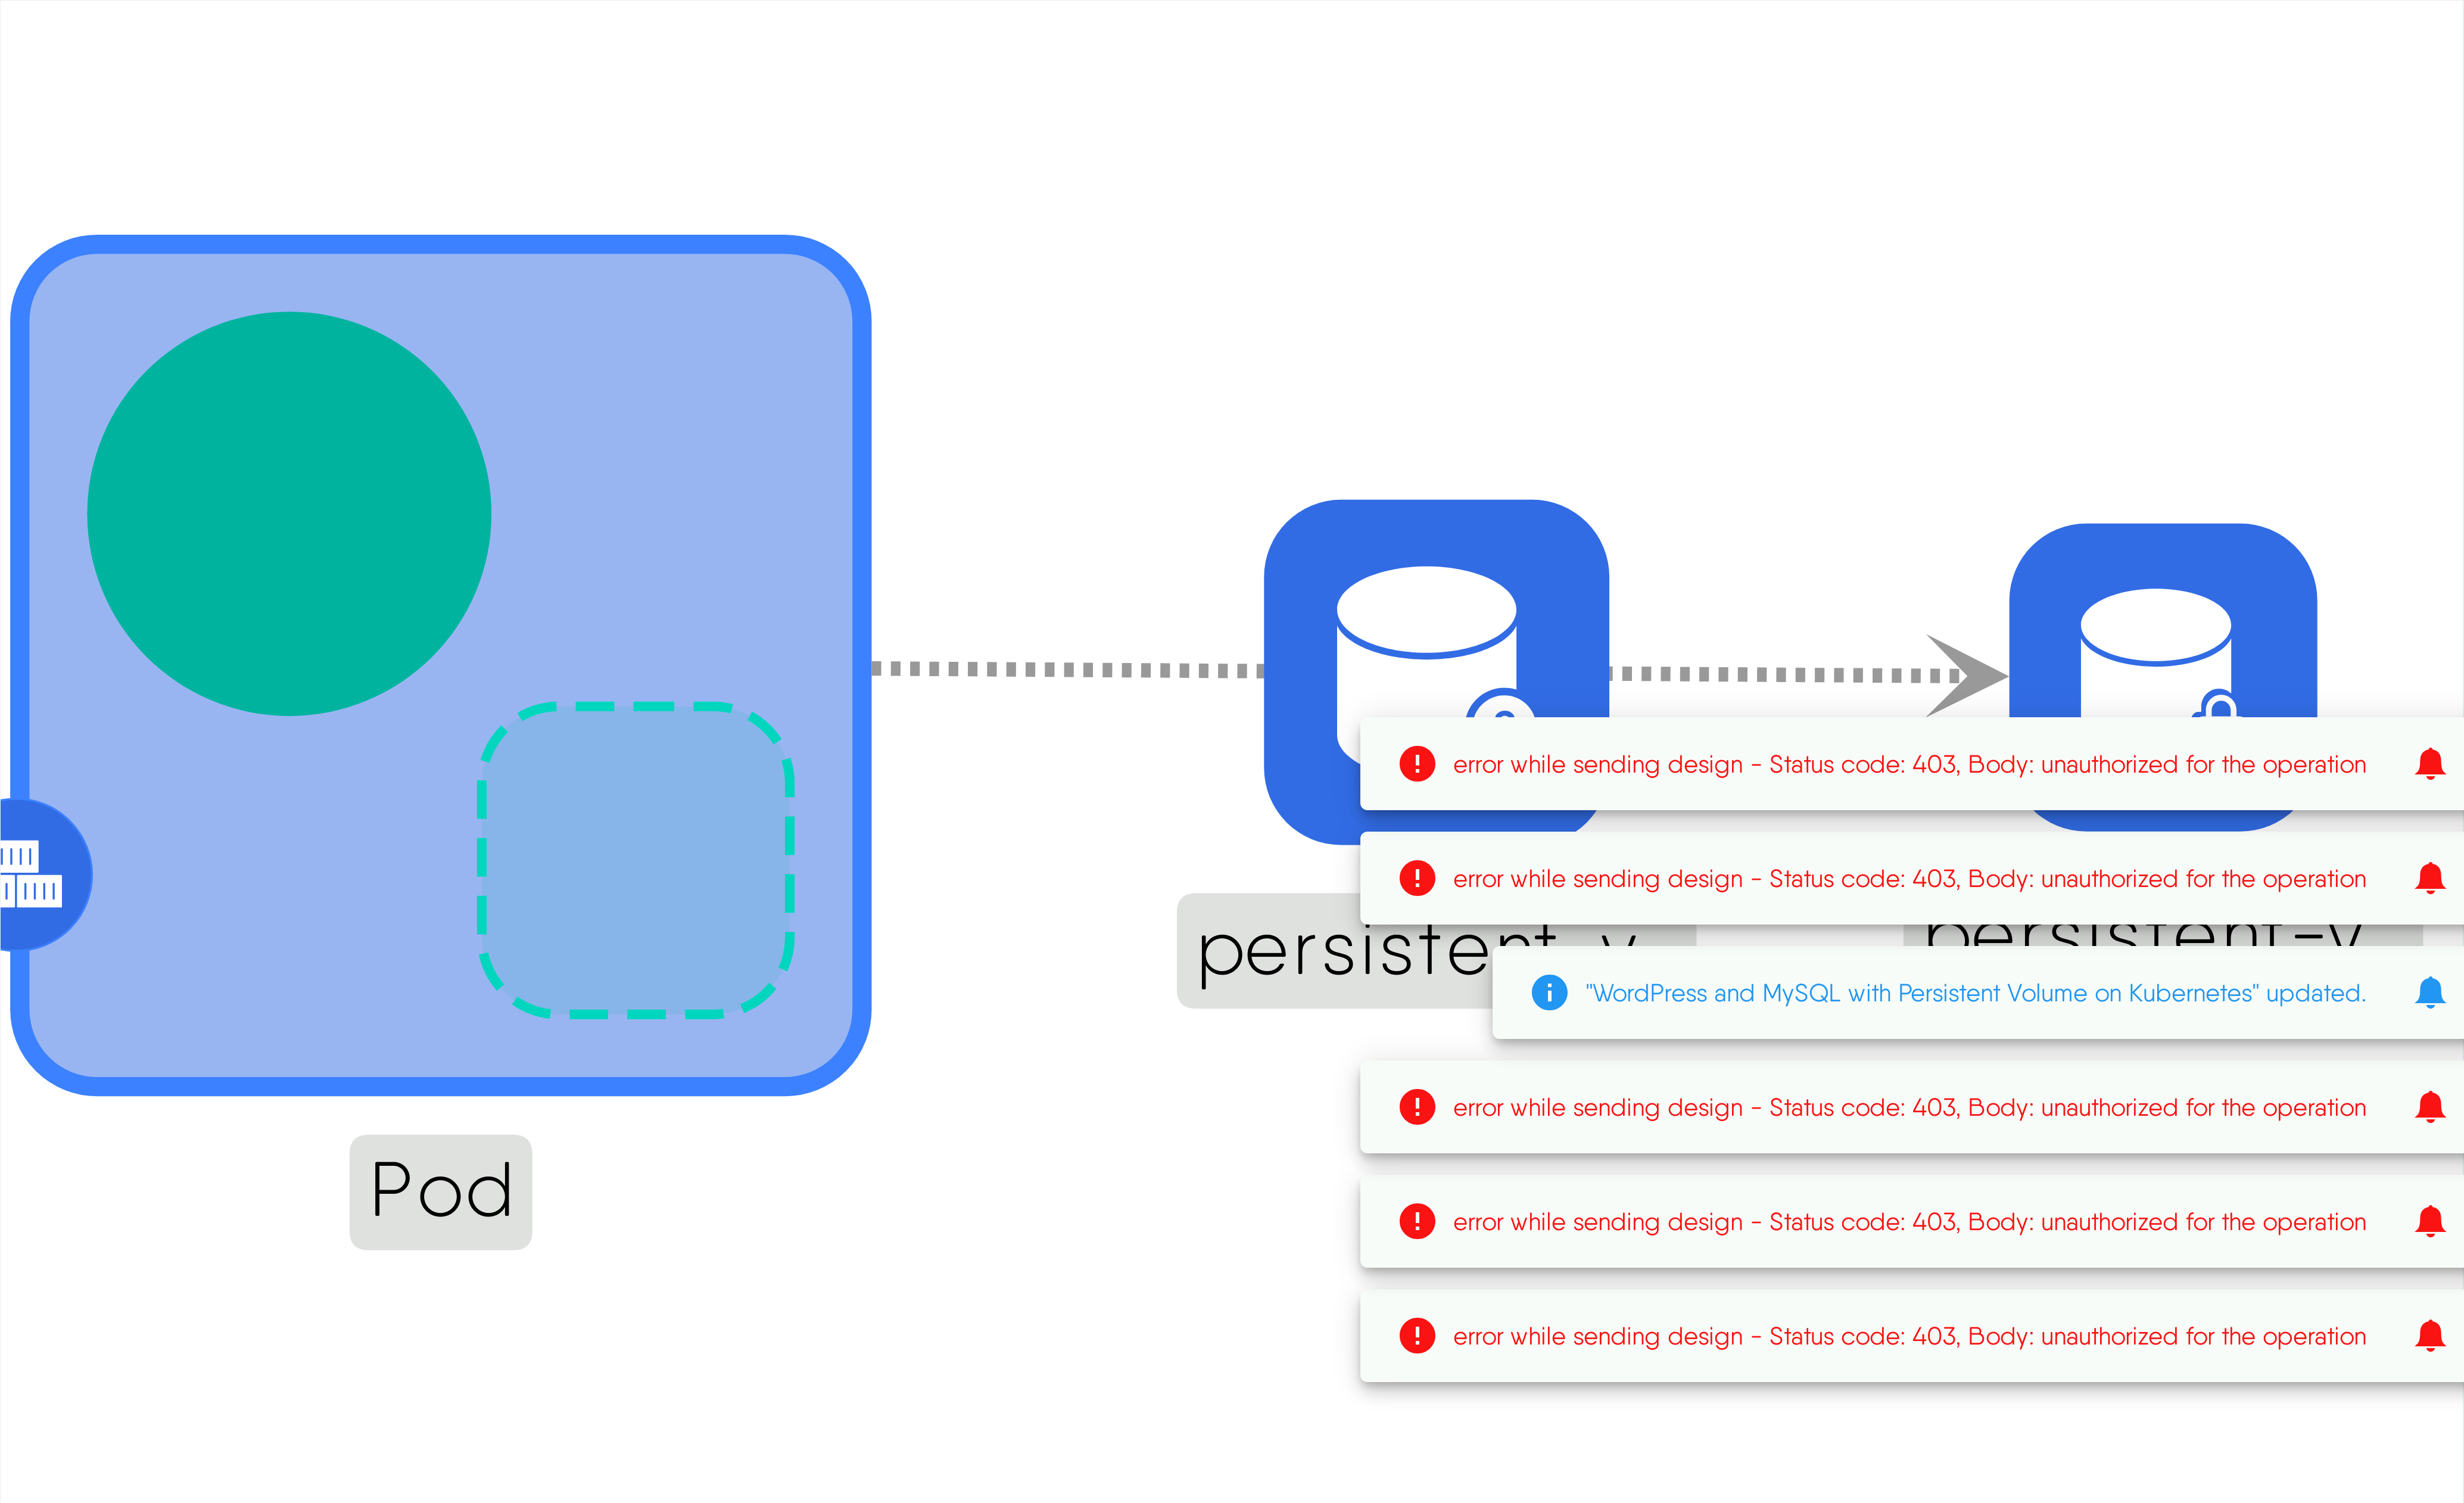 error while sending design - Status code: 403, Body: unauthorized for the operation
error while sending design - Status code: 403, Body: unauthorized for the operation
persistent-v
persistent-v
"WordPress and MySQL with Persistent Volume on Kubernetes" updated.
error while sending design - Status code: 403, Body: unauthorized for the operation
Pod
error while sending design - Status code: 403, Body: unauthorized for the operation
error while sending design - Status code: 403, Body: unauthorized for the operation